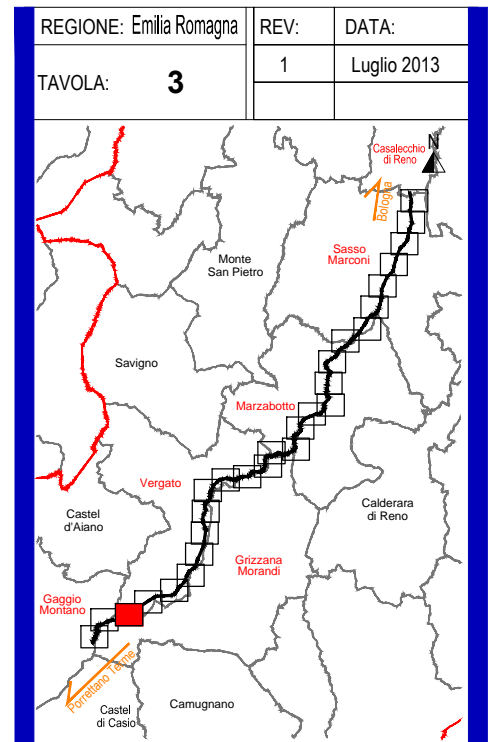 REGIONE: Emilia Romagna
REV:
DATA:
TAVOLA: 3
1
Luglio 2013
Casalecchio
di Reno
N
Bologna
Sasso
Marconi
Monte
San Pietro
Savigno
Marzabotto
Vergato
Castel
d'Aiano
Calderara
di Reno
Grizzana
Morandi
Gaggio
Montano
Porrettano Terme
Castel
di Casio
Camugnano